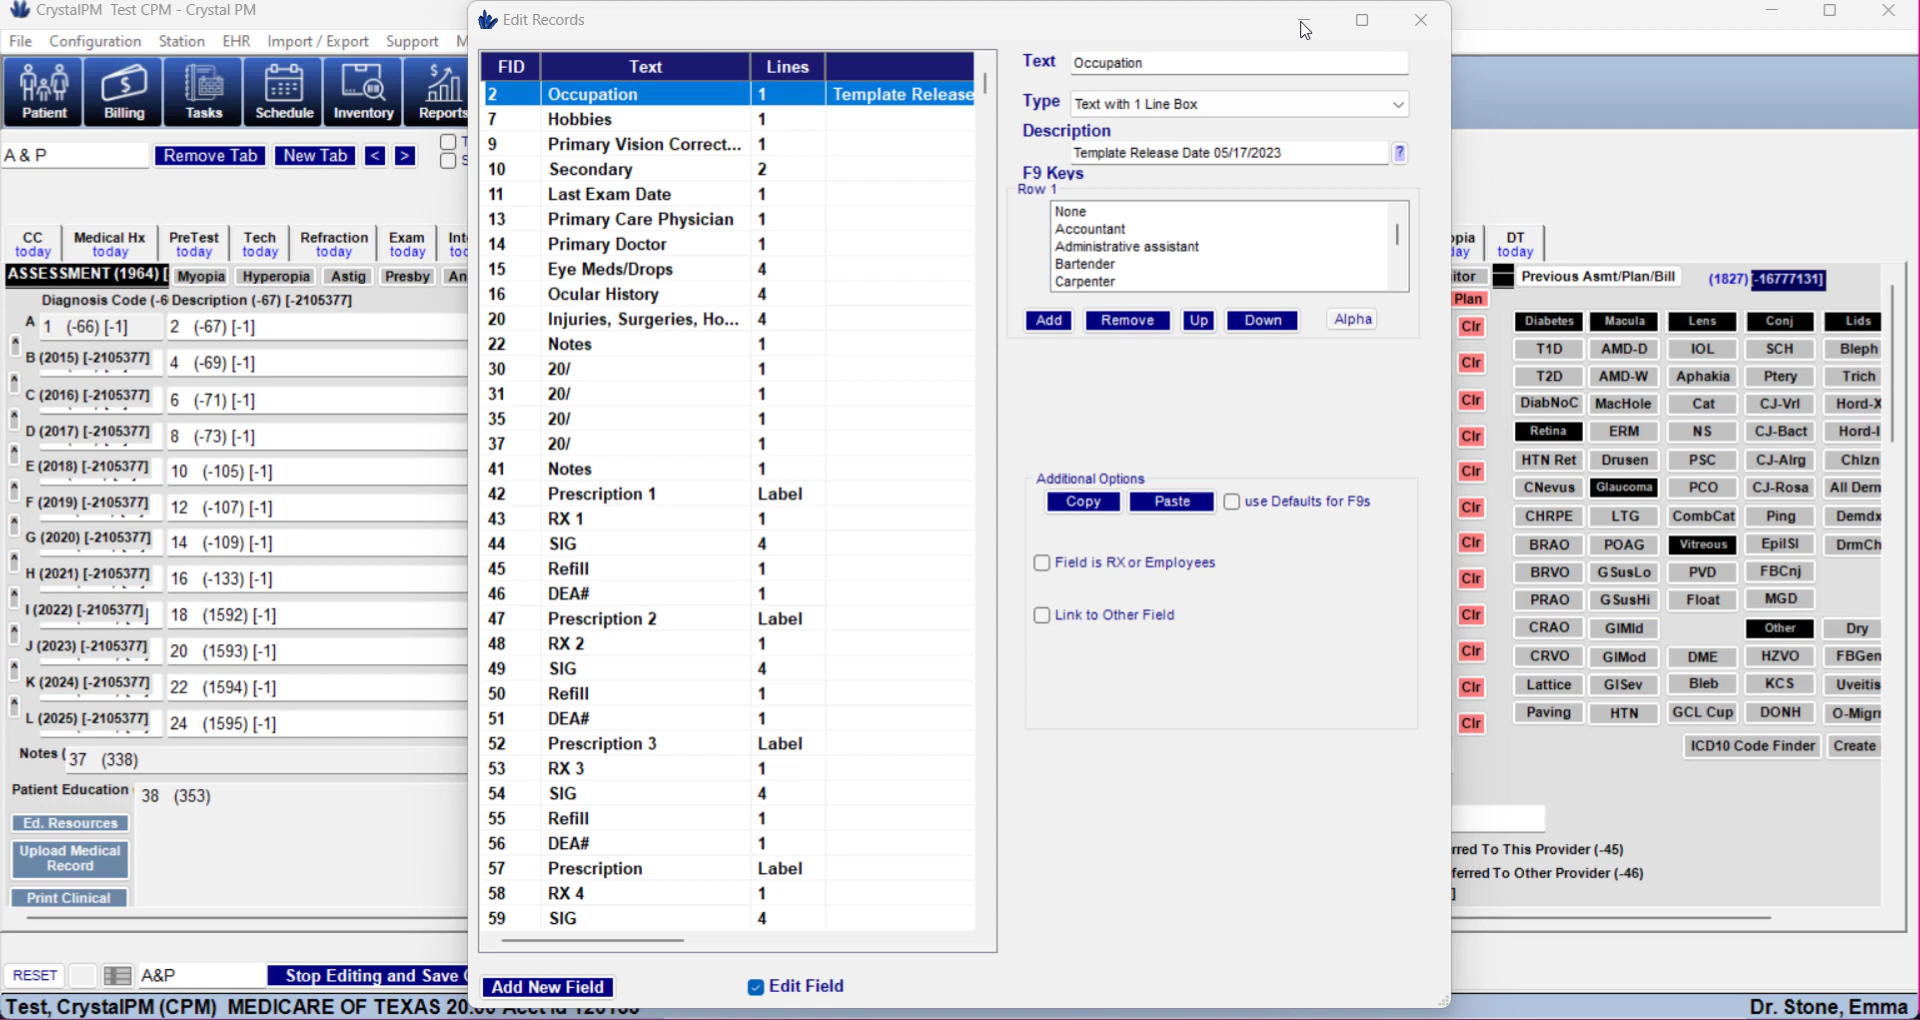 CrystalPM Test CPM - Crystal PM
File Configuration Station EHR Import / Export Support M
Patient Billing Tasks Schedule Inventory Reports
A & P Remove Tab New Tab < >
CC today
Medical Hx today
PreTest today
Tech today
Refraction today
Exam today
ASSESSMENT (1964) [ Myopia Hyperopia Astig Presby An
Diagnosis Code (-6 Description (-67) [-2105377]
A 1 (-66) [-1] 2 (-67) [-1]
B (2015) [-2105377] 4 (-69) [-1]
C (2016) [-2105377] 6 (-71) [-1]
D (2017) [-2105377] 8 (-73) [-1]
E (2018) [-2105377] 10 (-105) [-1]
F (2019) [-2105377] 12 (-107) [-1]
G (2020) [-2105377] 14 (-109) [-1]
H (2021) [-2105377] 16 (-133) [-1]
I (2022) [-2105377] 18 (1592) [-1]
J (2023) [-2105377] 20 (1593) [-1]
K (2024) [-2105377] 22 (1594) [-1]
L (2025) [-2105377] 24 (1595) [-1]
Notes ( 37 (338)
Patient Education 38 (353)
Ed. Resources
Upload Medical
Record
Print Clinical
RESET A&P Stop Editing and Save
Test, CrystalPM (CPM) MEDICARE OF TEXAS
Edit Records
FID Text Lines
2 Occupation 1 Template Release
7 Hobbies 1
9 Primary Vision Correct... 1
10 Secondary 2
11 Last Exam Date 1
13 Primary Care Physician 1
14 Primary Doctor 1
15 Eye Meds/Drops 4
16 Ocular History 4
20 Injuries, Surgeries, Ho... 4
22 Notes 1
30 20/ 1
31 20/ 1
35 20/ 1
37 20/ 1
41 Notes 1
42 Prescription 1 Label
43 RX 1 1
44 SIG 4
45 Refill 1
46 DEA# 1
47 Prescription 2 Label
48 RX 2 1
49 SIG 4
50 Refill 1
51 DEA# 1
52 Prescription 3 Label
53 RX 3 1
54 SIG 4
55 Refill 1
56 DEA# 1
57 Prescription Label
58 RX 4 1
59 SIG 4
Add New Field Edit Field
Text Occupation
Type Text with 1 Line Box
Description
Template Release Date 05/17/2023 ?
F9 Keys
Row 1
None
Accountant
Administrative assistant
Bartender
Carpenter
Add Remove Up Down Alpha
Additional Options
Copy Paste use Defaults for F9s
Field is RX or Employees
Link to Other Field
DT
today
Previous Asmt/Plan/Bill (1827) [-16777131]
Plan
Clr
Clr
Clr
Clr
Clr
Clr
Clr
Clr
Clr
Clr
Clr
Clr
Diabetes Macula Lens Conj Lids
T1D AMD-D IOL SCH Bleph
T2D AMD-W Aphakia Ptery Trich
DiabNoC MacHole Cat CJ-Vrl Hord-X
Retina ERM NS CJ-Bact Hord-I
HTN Ret Drusen PSC CJ-Alrg Chlzn
CNevus Glaucoma PCO CJ-Rosa All Derm
CHRPE LTG CombCat Ping Demdx
BRAO POAG Vitreous EpilSl DrmCh
BRVO GSusLo PVD FBCnj
PRAO GSusHi Float MGD
CRAO GlMld Other Dry
CRVO GlMod DME HZVO FBGen
Lattice GlSev Bleb KCS Uveitis
Paving HTN GCL Cup DONH O-Migr
ICD10 Code Finder Create
rred To This Provider (-45)
ferred To Other Provider (-46)
Dr. Stone, Emma